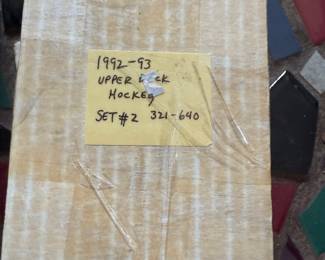 1992-93
UPPER DECK
HOCKEY
SET #2 321-640